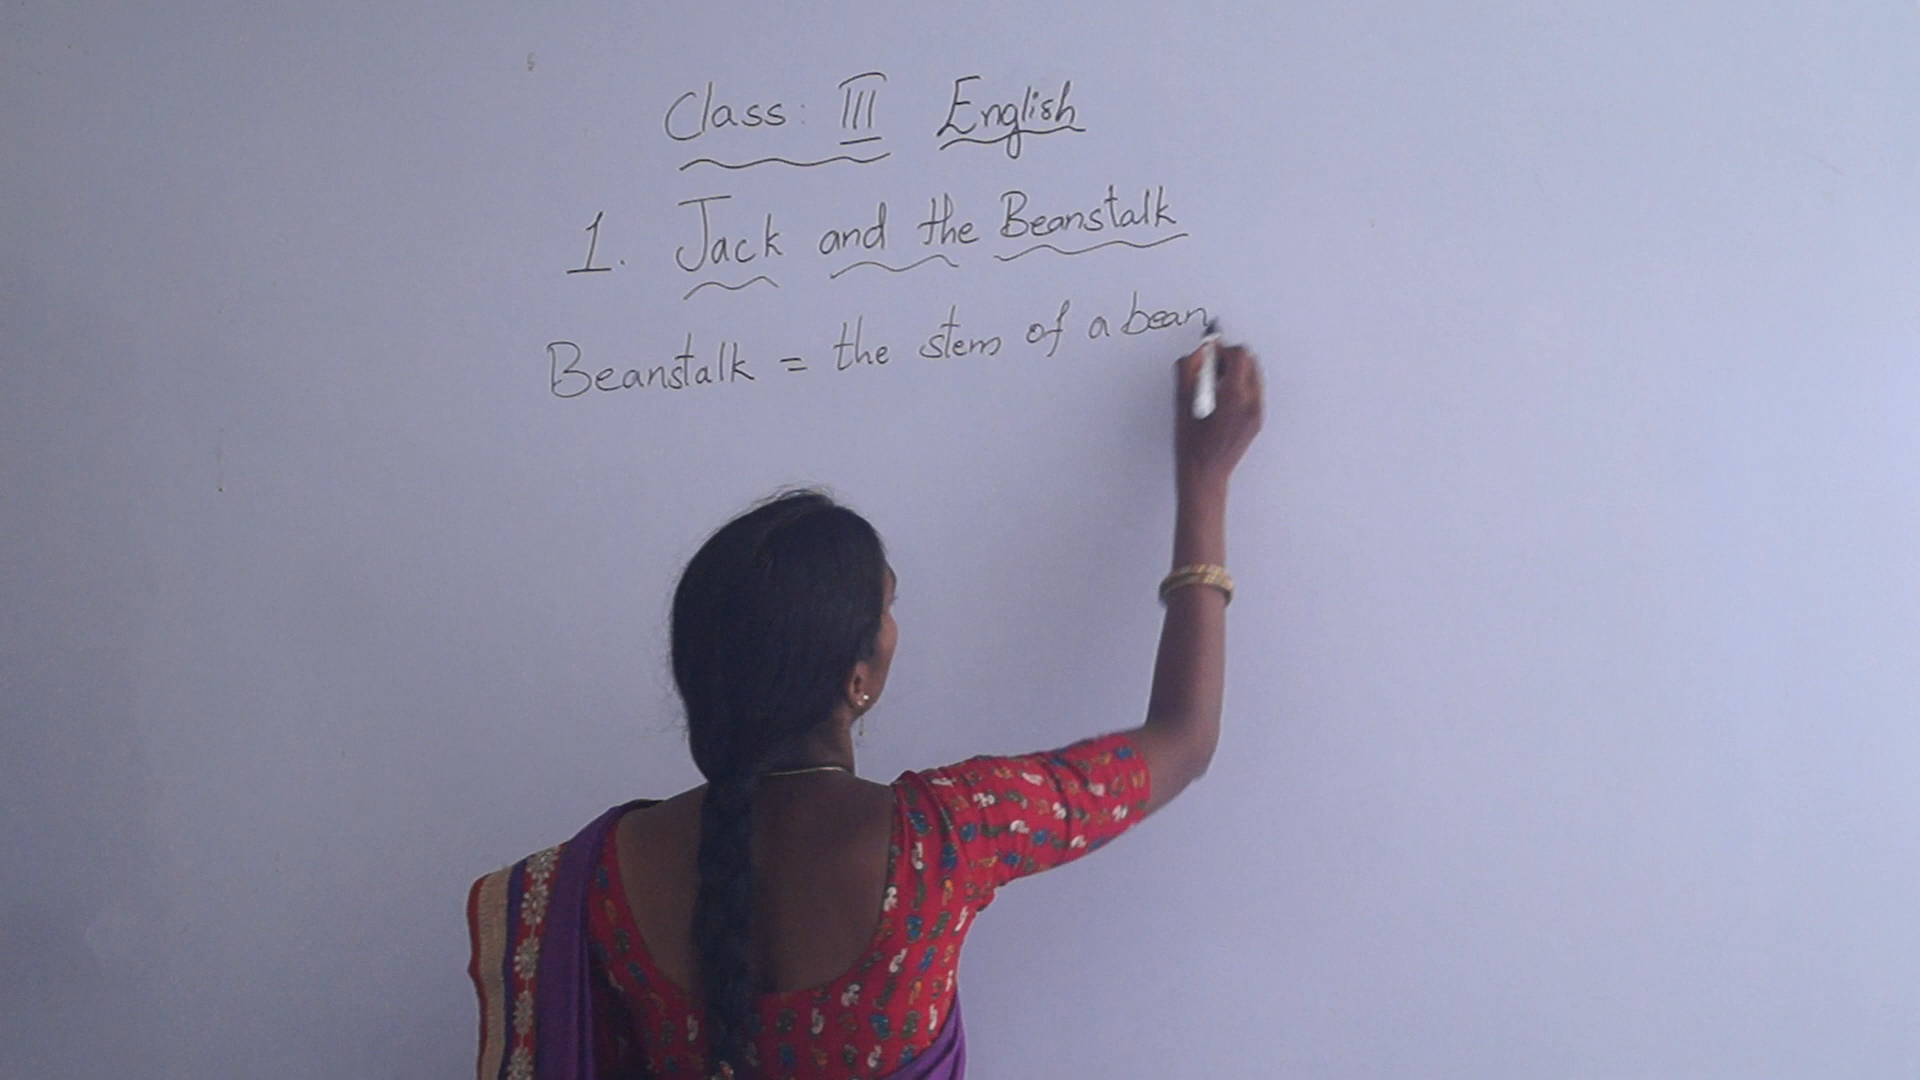 Class: III English
1. Jack and the Beanstalk
Beanstalk = the stem of a bean